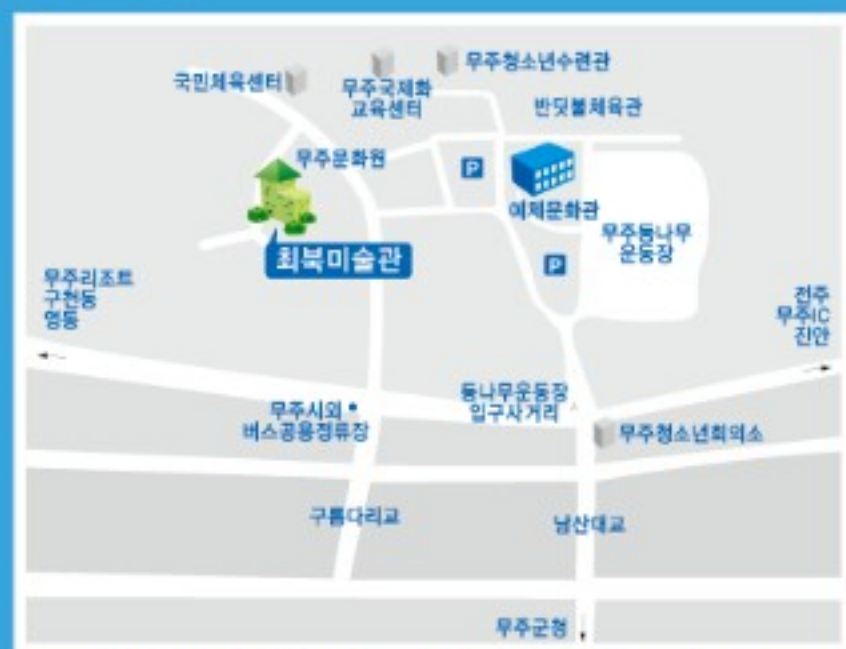 무주청소년수련관
국민체육센터
무주국제화
교육센터
반딧불체육관
무주문화원
P
예체문화관
최북미술관
무주등나무
운동장
P
무주리조트
구천동
영동
전주
무주IC
진안
등나무운동장
입구사거리
무주시외
버스공용정류장
무주청소년회의소
구름다리교
남산대교
무주군청